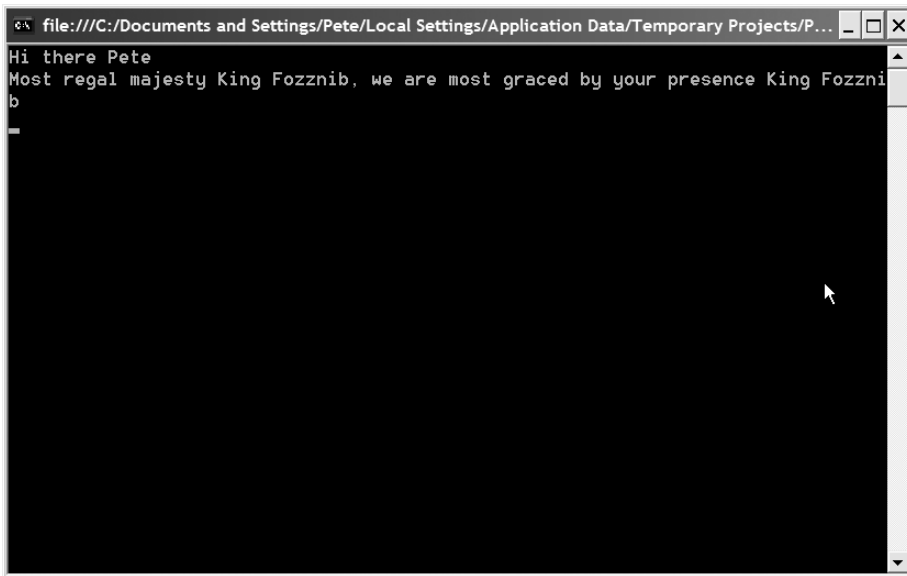 file:///C:/Documents and Settings/Pete/Local Settings/Application Data/Temporary Projects/P...
Hi there Pete
Most regal majesty King Fozznib, we are most graced by your presence King Fozzni
b